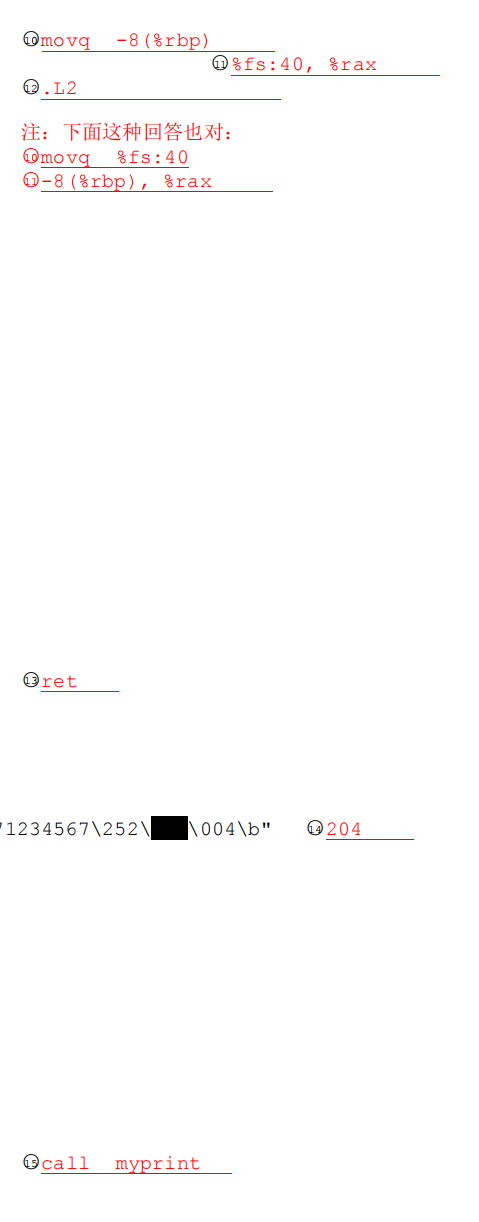 ⑩movq  -8(%rbp)
⑪%fs:40, %rax
⑫.L2
注：下面这种回答也对：
⑩movq  %fs:40
⑪-8(%rbp), %rax
⑬ret
71234567\252\ \004\b"   ⑭204
⑮call  myprint